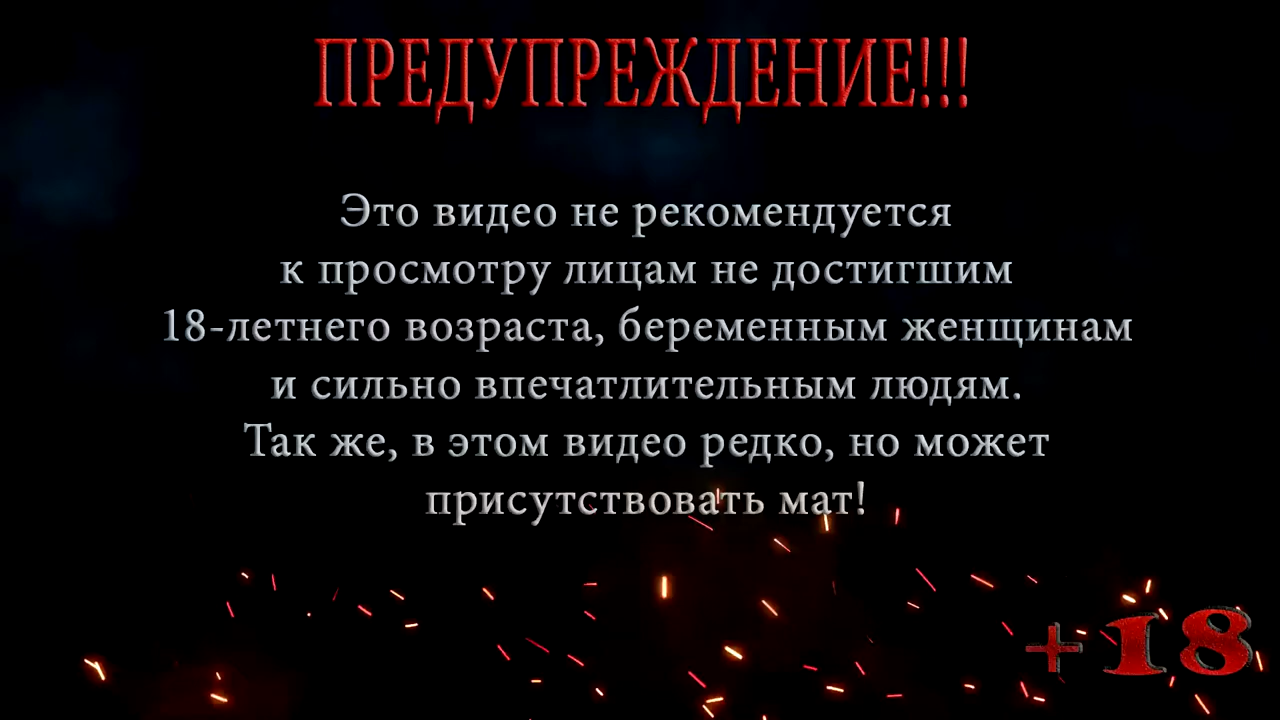 ПРЕДУПРЕЖДЕНИЕ!!!
Это видео не рекомендуется
к просмотру лицам не достигшим
18-летнего возраста, беременным женщинам
и сильно впечатлительным людям.
Так же, в этом видео редко, но может
присутствовать мат!
+18